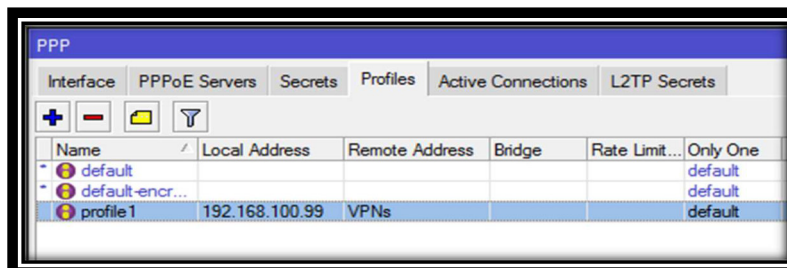 PPP
Interface PPPoE Servers Secrets Profiles Active Connections L2TP Secrets
Name Local Address Remote Address Bridge Rate Limit... Only One
* default default
* default-encr... default
profile1 192.168.100.99 VPNs default